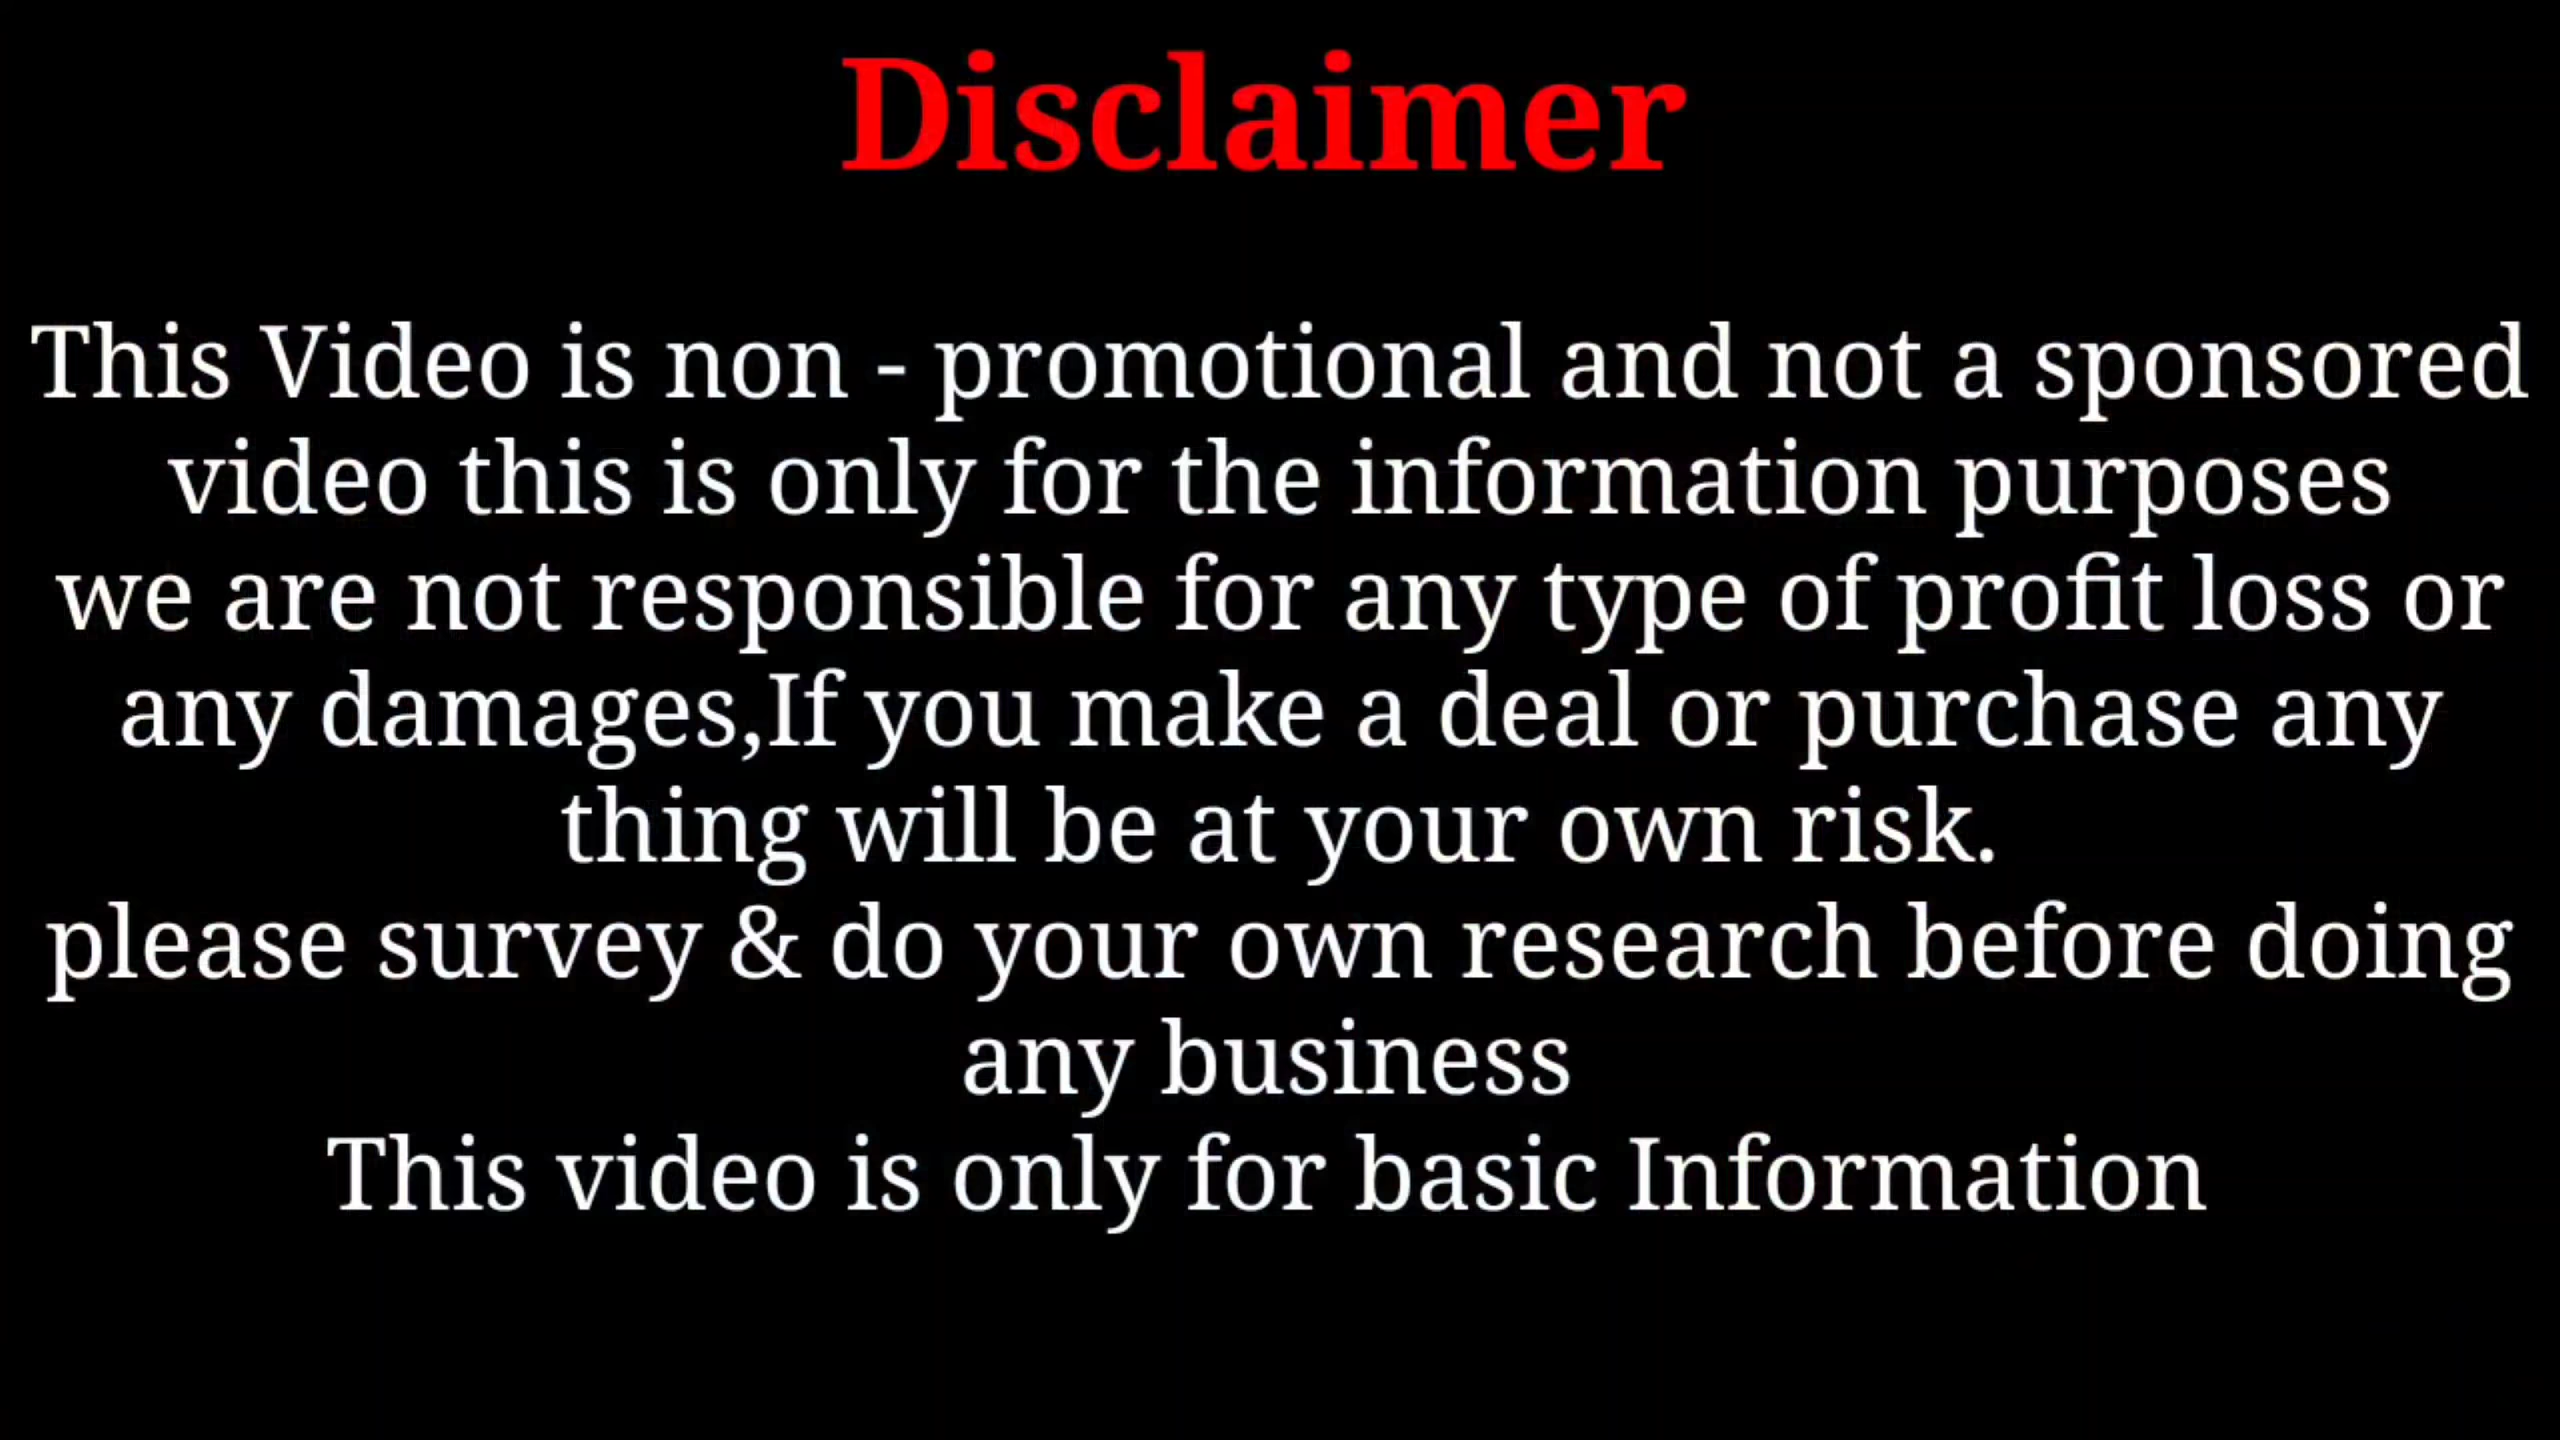 Disclaimer
This Video is non - promotional and not a sponsored
video this is only for the information purposes
we are not responsible for any type of profit loss or
any damages,If you make a deal or purchase any
thing will be at your own risk.
please survey & do your own research before doing
any business
This video is only for basic Information